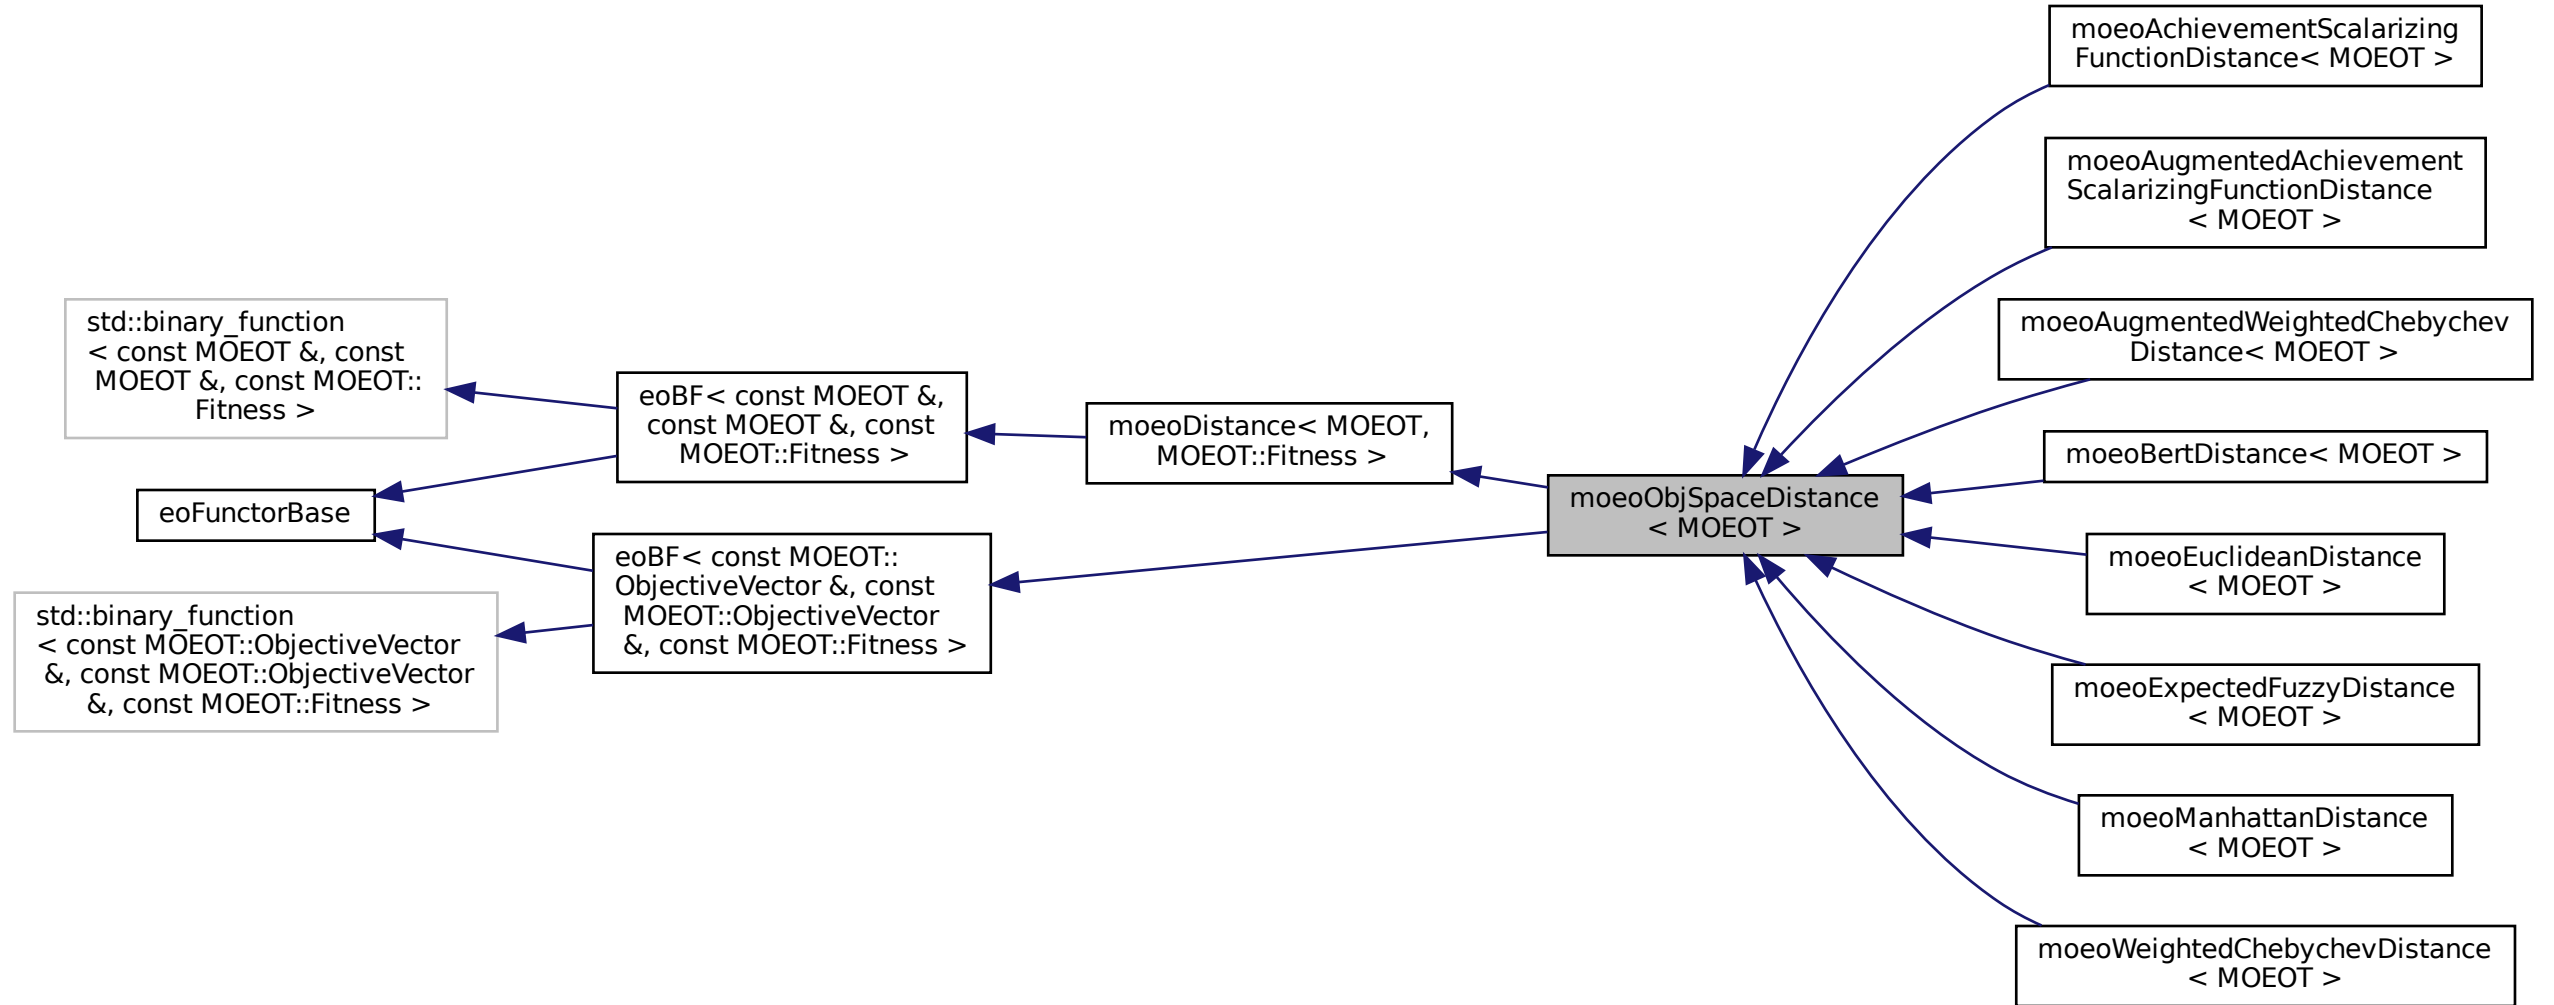 moeoAchievementScalarizing
FunctionDistance< MOEOT >
moeoAugmentedAchievement
ScalarizingFunctionDistance
< MOEOT >
std::binary_function
< const MOEOT &, const
MOEOT &, const MOEOT::
Fitness >
moeoAugmentedWeightedChebychev
Distance< MOEOT >
eoBF< const MOEOT &,
const MOEOT &, const
MOEOT::Fitness >
moeoDistance< MOEOT,
MOEOT::Fitness >
moeoBertDistance< MOEOT >
eoFunctorBase
moeoObjSpaceDistance
< MOEOT >
eoBF< const MOEOT::
ObjectiveVector &, const
MOEOT::ObjectiveVector
&, const MOEOT::Fitness >
moeoEuclideanDistance
< MOEOT >
std::binary_function
< const MOEOT::ObjectiveVector
&, const MOEOT::ObjectiveVector
&, const MOEOT::Fitness >
moeoExpectedFuzzyDistance
< MOEOT >
moeoManhattanDistance
< MOEOT >
moeoWeightedChebychevDistance
< MOEOT >